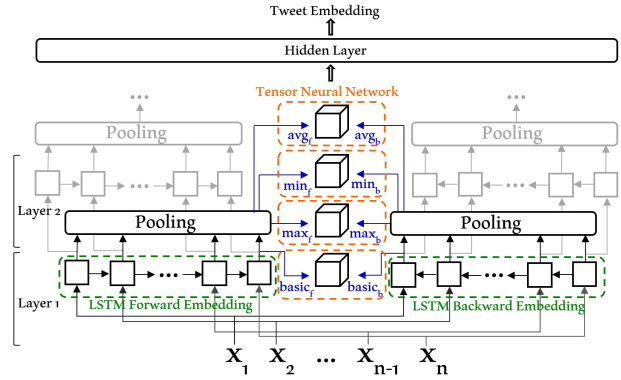 Tweet Embedding
Hidden Layer
Tensor Neural Network
...
...
Pooling
avg_f
avg_b
Pooling
...
min_f
min_b
...
Layer 2
Pooling
max_f
max_b
Pooling
...
basic_f
basic_b
...
Layer 1
LSTM Forward Embedding
LSTM Backward Embedding
X_1 X_2 ... X_n-1 X_n